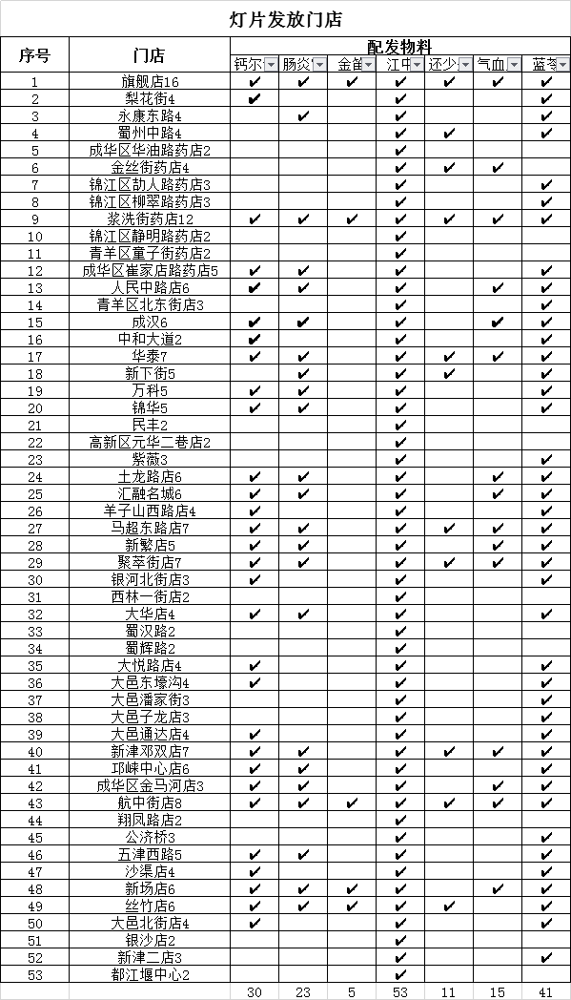 灯片发放门店
序号 门店 配发物料
钙尔 肠炎 金笛 江中 还少 气血 蓝芩
1 旗舰店16 ✓ ✓ ✓ ✓ ✓ ✓ ✓
2 梨花街4 ✓ ✓ ✓
3 永康东路4 ✓ ✓ ✓
4 蜀州中路4 ✓ ✓ ✓
5 成华区华油路药店2 ✓
6 金丝街药店4 ✓ ✓ ✓
7 锦江区劼人路药店3 ✓ ✓
8 锦江区柳翠路药店3 ✓ ✓
9 浆洗街药店12 ✓ ✓ ✓ ✓ ✓ ✓ ✓
10 锦江区静明路药店2 ✓
11 青羊区童子街药店2 ✓
12 成华区崔家店路药店5 ✓ ✓ ✓ ✓
13 人民中路店6 ✓ ✓ ✓ ✓ ✓
14 青羊区北东街店3 ✓ ✓
15 成汉6 ✓ ✓ ✓ ✓ ✓
16 中和大道2 ✓ ✓ ✓
17 华泰7 ✓ ✓ ✓ ✓ ✓ ✓
18 新下街5 ✓ ✓ ✓ ✓
19 万科5 ✓ ✓ ✓ ✓
20 锦华5 ✓ ✓ ✓ ✓
21 民丰2 ✓
22 高新区元华二巷店2 ✓
23 紫薇3 ✓ ✓
24 土龙路店6 ✓ ✓ ✓ ✓ ✓
25 汇融名城6 ✓ ✓ ✓ ✓ ✓
26 羊子山西路店4 ✓ ✓ ✓
27 马超东路店7 ✓ ✓ ✓ ✓ ✓ ✓
28 新繁店5 ✓ ✓ ✓ ✓ ✓
29 聚萃街店7 ✓ ✓ ✓ ✓ ✓ ✓
30 银河北街店3 ✓ ✓ ✓
31 西林一街店2 ✓
32 大华店4 ✓ ✓ ✓ ✓
33 蜀汉路2 ✓
34 蜀辉路2 ✓
35 大悦路店4 ✓ ✓ ✓
36 大邑东壕沟4 ✓ ✓ ✓
37 大邑潘家街3 ✓ ✓
38 大邑子龙店3 ✓ ✓
39 大邑通达店4 ✓ ✓ ✓
40 新津邓双店7 ✓ ✓ ✓ ✓ ✓ ✓
41 邛崃中心店6 ✓ ✓ ✓ ✓
42 成华区金马河店3 ✓ ✓ ✓ ✓ ✓
43 航中街店8 ✓ ✓ ✓ ✓ ✓ ✓ ✓
44 翔凤路店2 ✓
45 公济桥3 ✓ ✓
46 五津西路5 ✓ ✓ ✓ ✓
47 沙渠店4 ✓ ✓ ✓
48 新场店6 ✓ ✓ ✓ ✓ ✓ ✓
49 丝竹店6 ✓ ✓ ✓ ✓ ✓ ✓
50 大邑北街店4 ✓ ✓ ✓
51 银沙店2 ✓
52 新津二店3 ✓ ✓
53 都江堰中心2 ✓
30 23 5 53 11 15 41